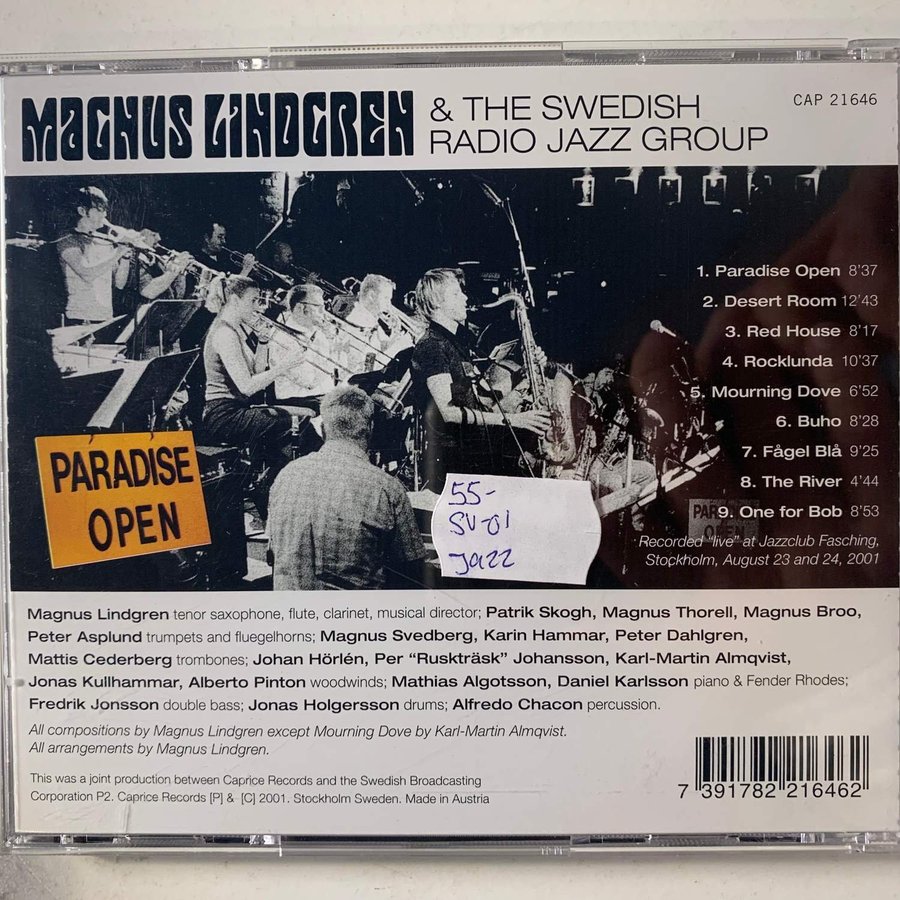 MAGNUS LINDGREN
& THE SWEDISH
RADIO JAZZ GROUP
CAP 21646
1. Paradise Open 8'37
2. Desert Room 12'43
3. Red House 8'17
4. Rocklunda 10'37
5. Mourning Dove 6'52
6. Buho 8'28
7. Fågel Blå 9'25
8. The River 4'44
9. One for Bob 8'53
Recorded "live" at Jazzclub Fasching,
Stockholm, August 23 and 24, 2001
PARADISE
OPEN
55-
SV-01
Jazz
Magnus Lindgren tenor saxophone, flute, clarinet, musical director; Patrik Skogh, Magnus Thorell, Magnus Broo,
Peter Asplund trumpets and fluegelhorns; Magnus Svedberg, Karin Hammar, Peter Dahlgren,
Mattis Cederberg trombones; Johan Hörlén, Per "Ruskträsk" Johansson, Karl-Martin Almqvist,
Jonas Kullhammar, Alberto Pinton woodwinds; Mathias Algotsson, Daniel Karlsson piano & Fender Rhodes;
Fredrik Jonsson double bass; Jonas Holgersson drums; Alfredo Chacon percussion.
All compositions by Magnus Lindgren except Mourning Dove by Karl-Martin Almqvist.
All arrangements by Magnus Lindgren.
This was a joint production between Caprice Records and the Swedish Broadcasting
Corporation P2. Caprice Records [P] & [C] 2001. Stockholm Sweden. Made in Austria
7 391782 216462